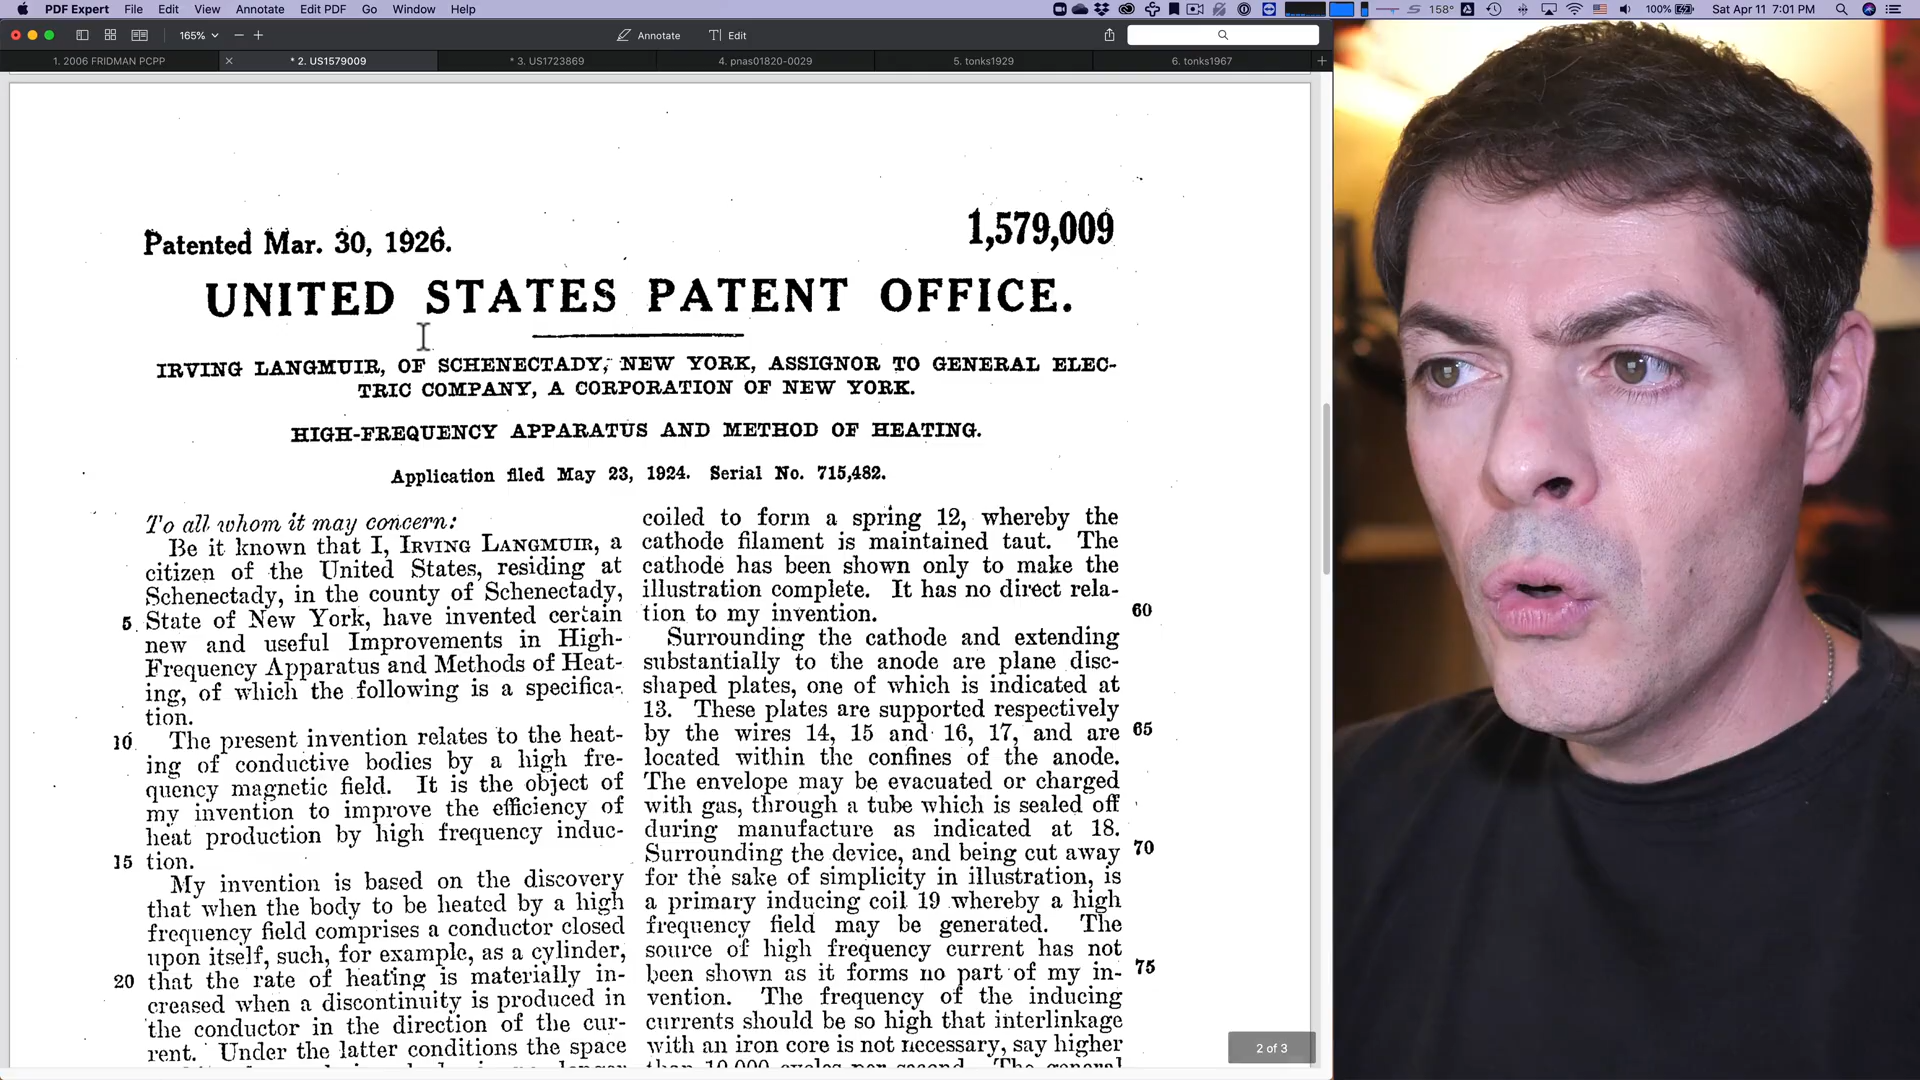 PDF Expert File Edit View Annotate Edit PDF Go Window Help 158° 100% Sat Apr 11 7:01 PM
165% Annotate Edit
1. 2006 FRIDMAN PCPP * 2. US1579009 * 3. US1723869 4. pnas01820-0029 5. tonks1929 6. tonks1967
Patented Mar. 30, 1926. 1,579,009
UNITED STATES PATENT OFFICE.
IRVING LANGMUIR, OF SCHENECTADY, NEW YORK, ASSIGNOR TO GENERAL ELEC-
TRIC COMPANY, A CORPORATION OF NEW YORK.
HIGH-FREQUENCY APPARATUS AND METHOD OF HEATING.
Application filed May 23, 1924. Serial No. 715,482.
To all whom it may concern:
Be it known that I, IRVING LANGMUIR, a
citizen of the United States, residing at
Schenectady, in the county of Schenectady,
5 State of New York, have invented certain
new and useful Improvements in High-
Frequency Apparatus and Methods of Heat-
ing, of which the following is a specifica-
tion.
10 The present invention relates to the heat-
ing of conductive bodies by a high fre-
quency magnetic field. It is the object of
my invention to improve the efficiency of
heat production by high frequency induc-
15 tion.
My invention is based on the discovery
that when the body to be heated by a high
frequency field comprises a conductor closed
upon itself, such, for example, as a cylinder,
20 that the rate of heating is materially in-
creased when a discontinuity is produced in
the conductor in the direction of the cur-
rent. Under the latter conditions the space
coiled to form a spring 12, whereby the
cathode filament is maintained taut. The
cathode has been shown only to make the
illustration complete. It has no direct rela-
tion to my invention. 60
Surrounding the cathode and extending
substantially to the anode are plane disc-
shaped plates, one of which is indicated at
13. These plates are supported respectively
by the wires 14, 15 and 16, 17, and are 65
located within the confines of the anode.
The envelope may be evacuated or charged
with gas, through a tube which is sealed off
during manufacture as indicated at 18.
Surrounding the device, and being cut away 70
for the sake of simplicity in illustration, is
a primary inducing coil 19 whereby a high
frequency field may be generated. The
source of high frequency current has not
been shown as it forms no part of my in- 75
vention. The frequency of the inducing
currents should be so high that interlinkage
with an iron core is not necessary, say higher
than 10,000 cycles per second. The general
2 of 3